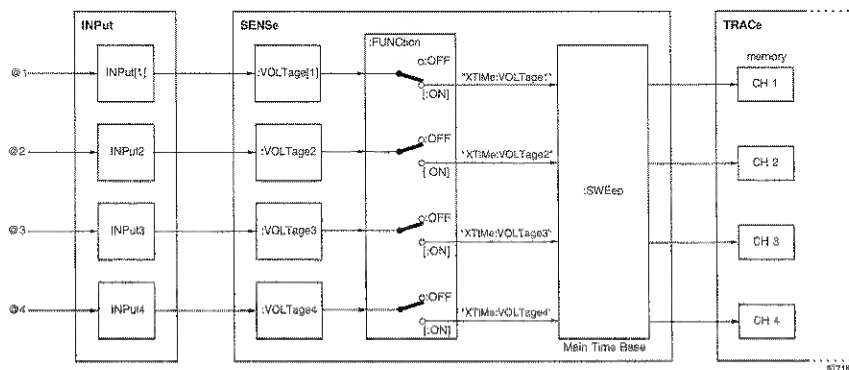 INPut
SENSe
TRACe
:FUNCtion
memory
@1
INPut[1]
:VOLTage[1]
:OFF
[:ON]
"XTIMe:VOLTage1"
CH 1
@2
INPut2
:VOLTage2
:OFF
[:ON]
"XTIMe:VOLTage2"
CH 2
:SWEep
@3
INPut3
:VOLTage3
:OFF
[:ON]
"XTIMe:VOLTage3"
CH 3
@4
INPut4
:VOLTage4
:OFF
[:ON]
"XTIMe:VOLTage4"
CH 4
Main Time Base